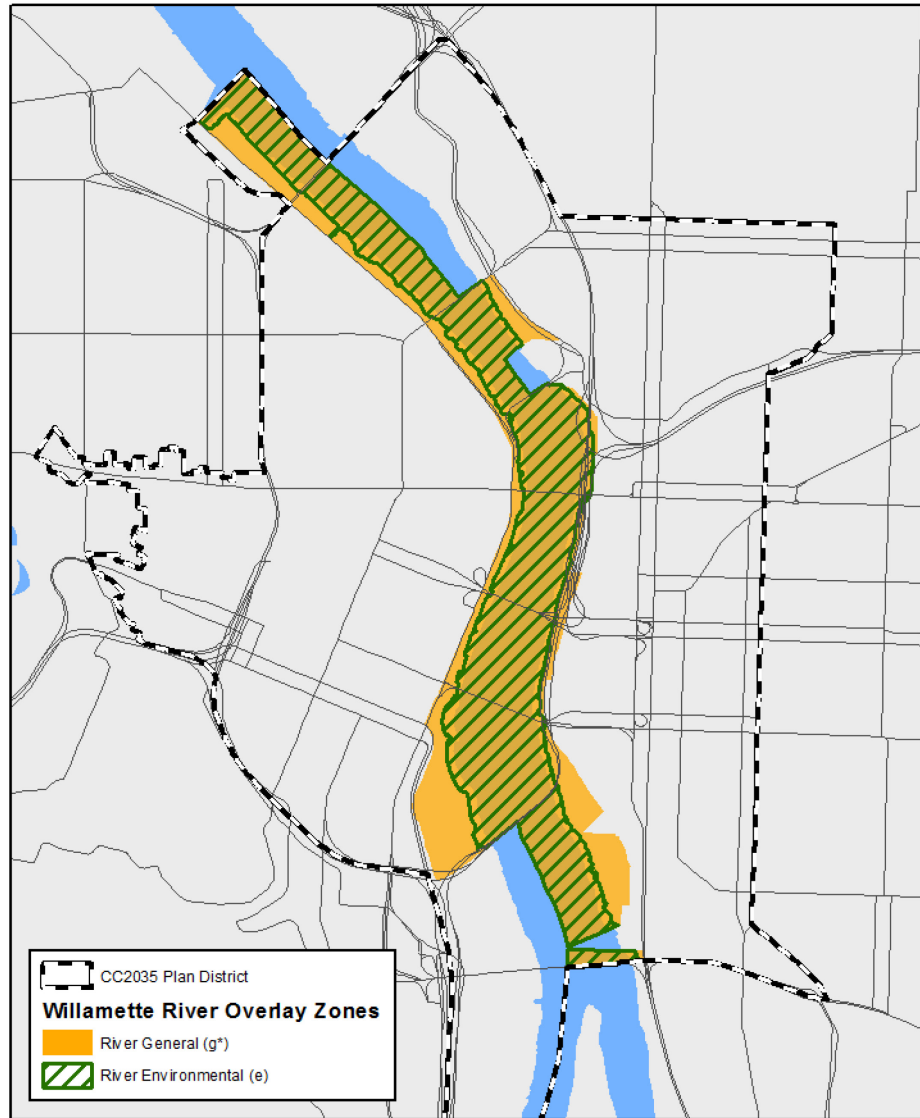 CC2035 Plan District
Willamette River Overlay Zones
River General (g*)
River Environmental (e)